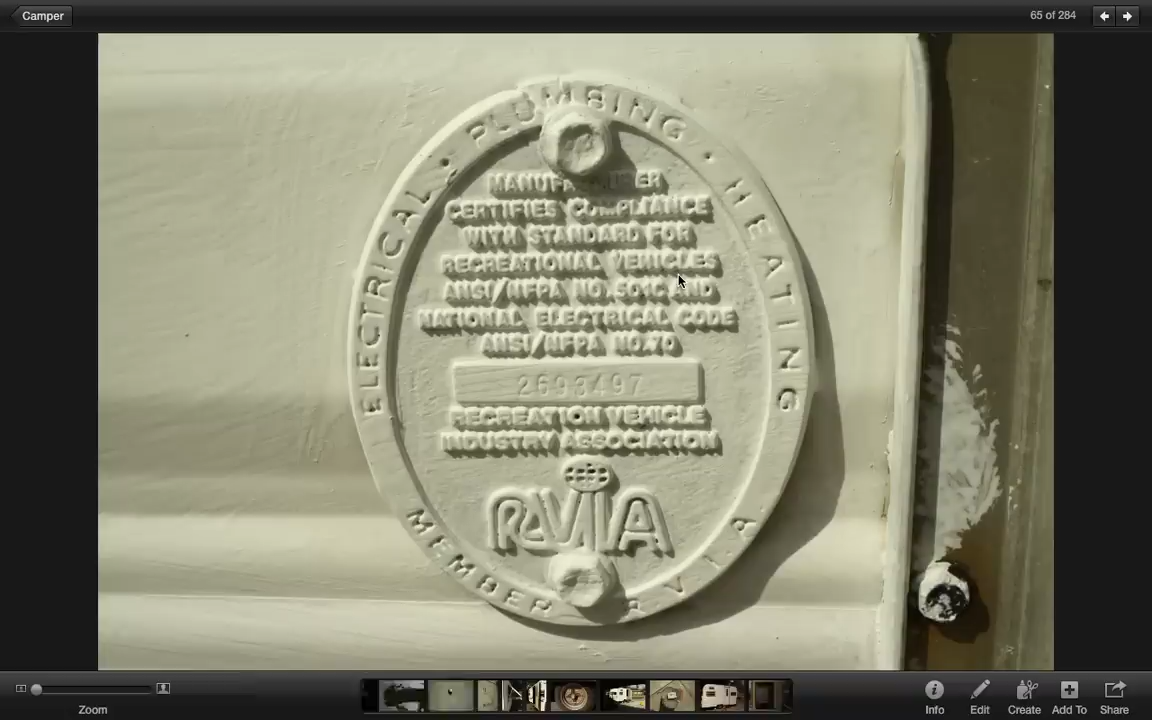 Camper
65 of 284
ELECTRICAL • PLUMBING • HEATING
MANUFACTURER
CERTIFIES COMPLIANCE
WITH STANDARD FOR
RECREATIONAL VEHICLES
ANSI/NFPA NO.501C AND
NATIONAL ELECTRICAL CODE
ANSI/NFPA NO.70
2693497
RECREATION VEHICLE
INDUSTRY ASSOCIATION
RVIA
MEMBER R V I A
Zoom
Info
Edit
Create
Add To
Share